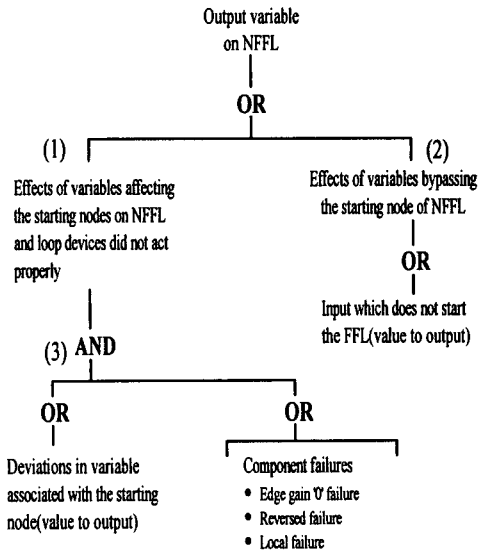 Output variable
on NFFL
OR
(1)
(2)
Effects of variables affecting
the starting nodes on NFFL
and loop devices did not act
properly
Effects of variables bypassing
the starting node of NFFL
OR
Input which does not start
the FFL(value to output)
(3) AND
OR
OR
Deviations in variable
associated with the starting
node(value to output)
Component failures
• Edge gain '0' failure
• Reversed failure
• Local failure